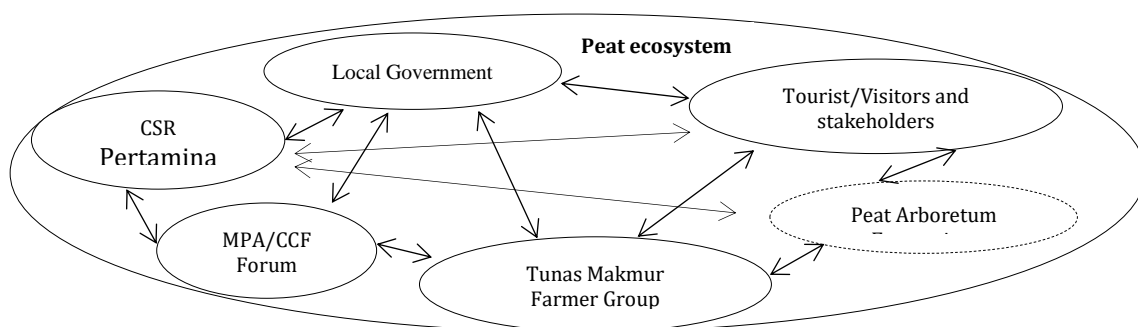 Peat ecosystem
Local Government
Tourist/Visitors and
stakeholders
CSR
Pertamina
Peat Arboretum
MPA/CCF
Forum
Tunas Makmur
Farmer Group